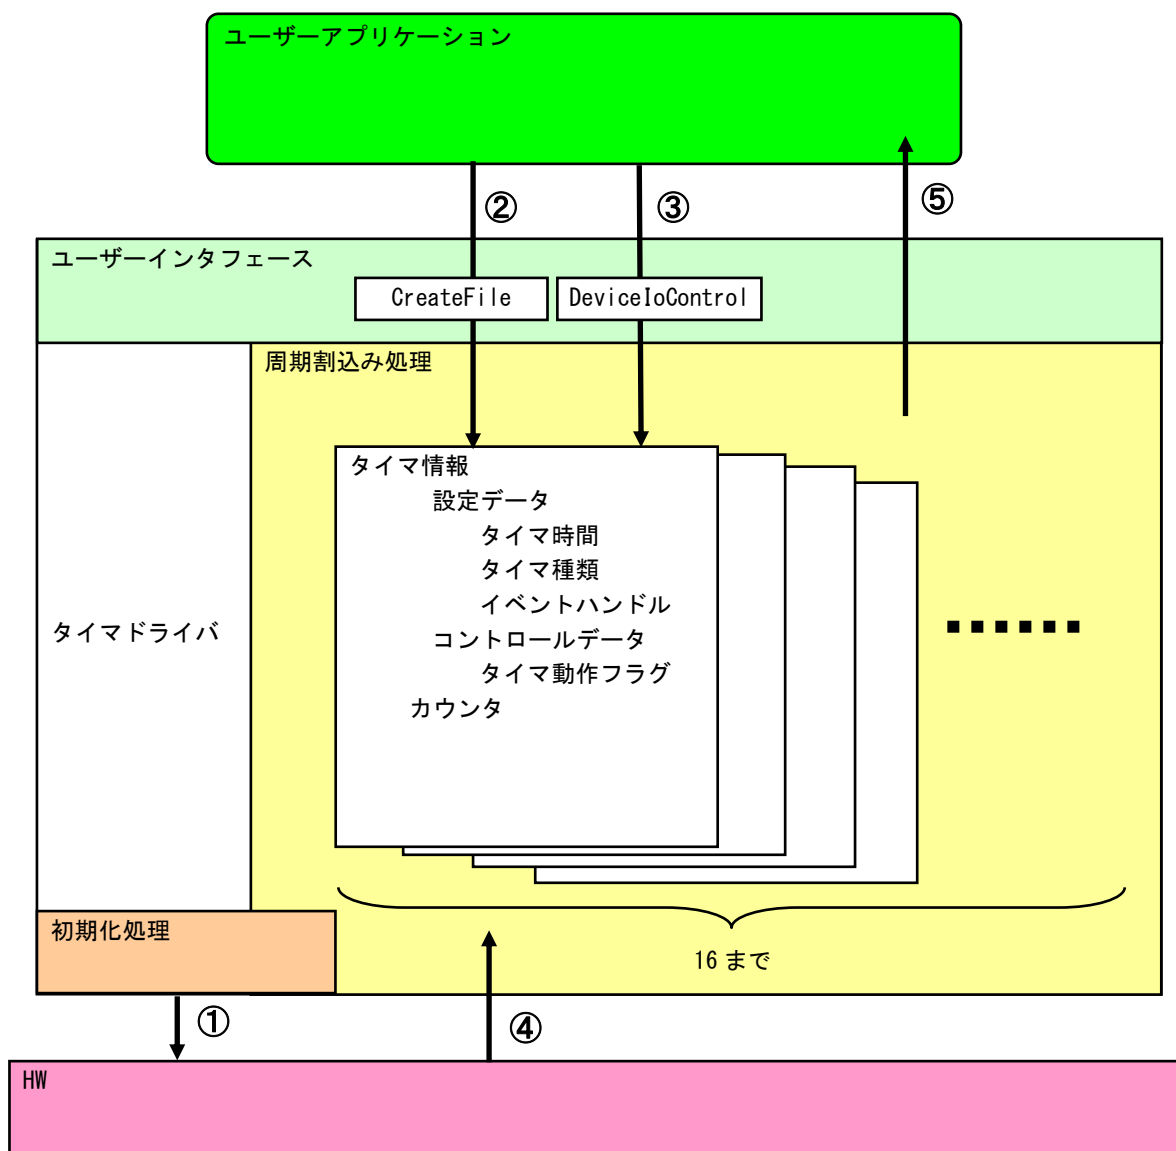 ユーザーアプリケーション
②
③
⑤
ユーザーインタフェース
CreateFile
DeviceIoControl
周期割込み処理
タイマ情報
設定データ
タイマ時間
タイマ種類
イベントハンドル
タイマドライバ
コントロールデータ
タイマ動作フラグ
カウンタ
初期化処理
16 まで
①
④
HW